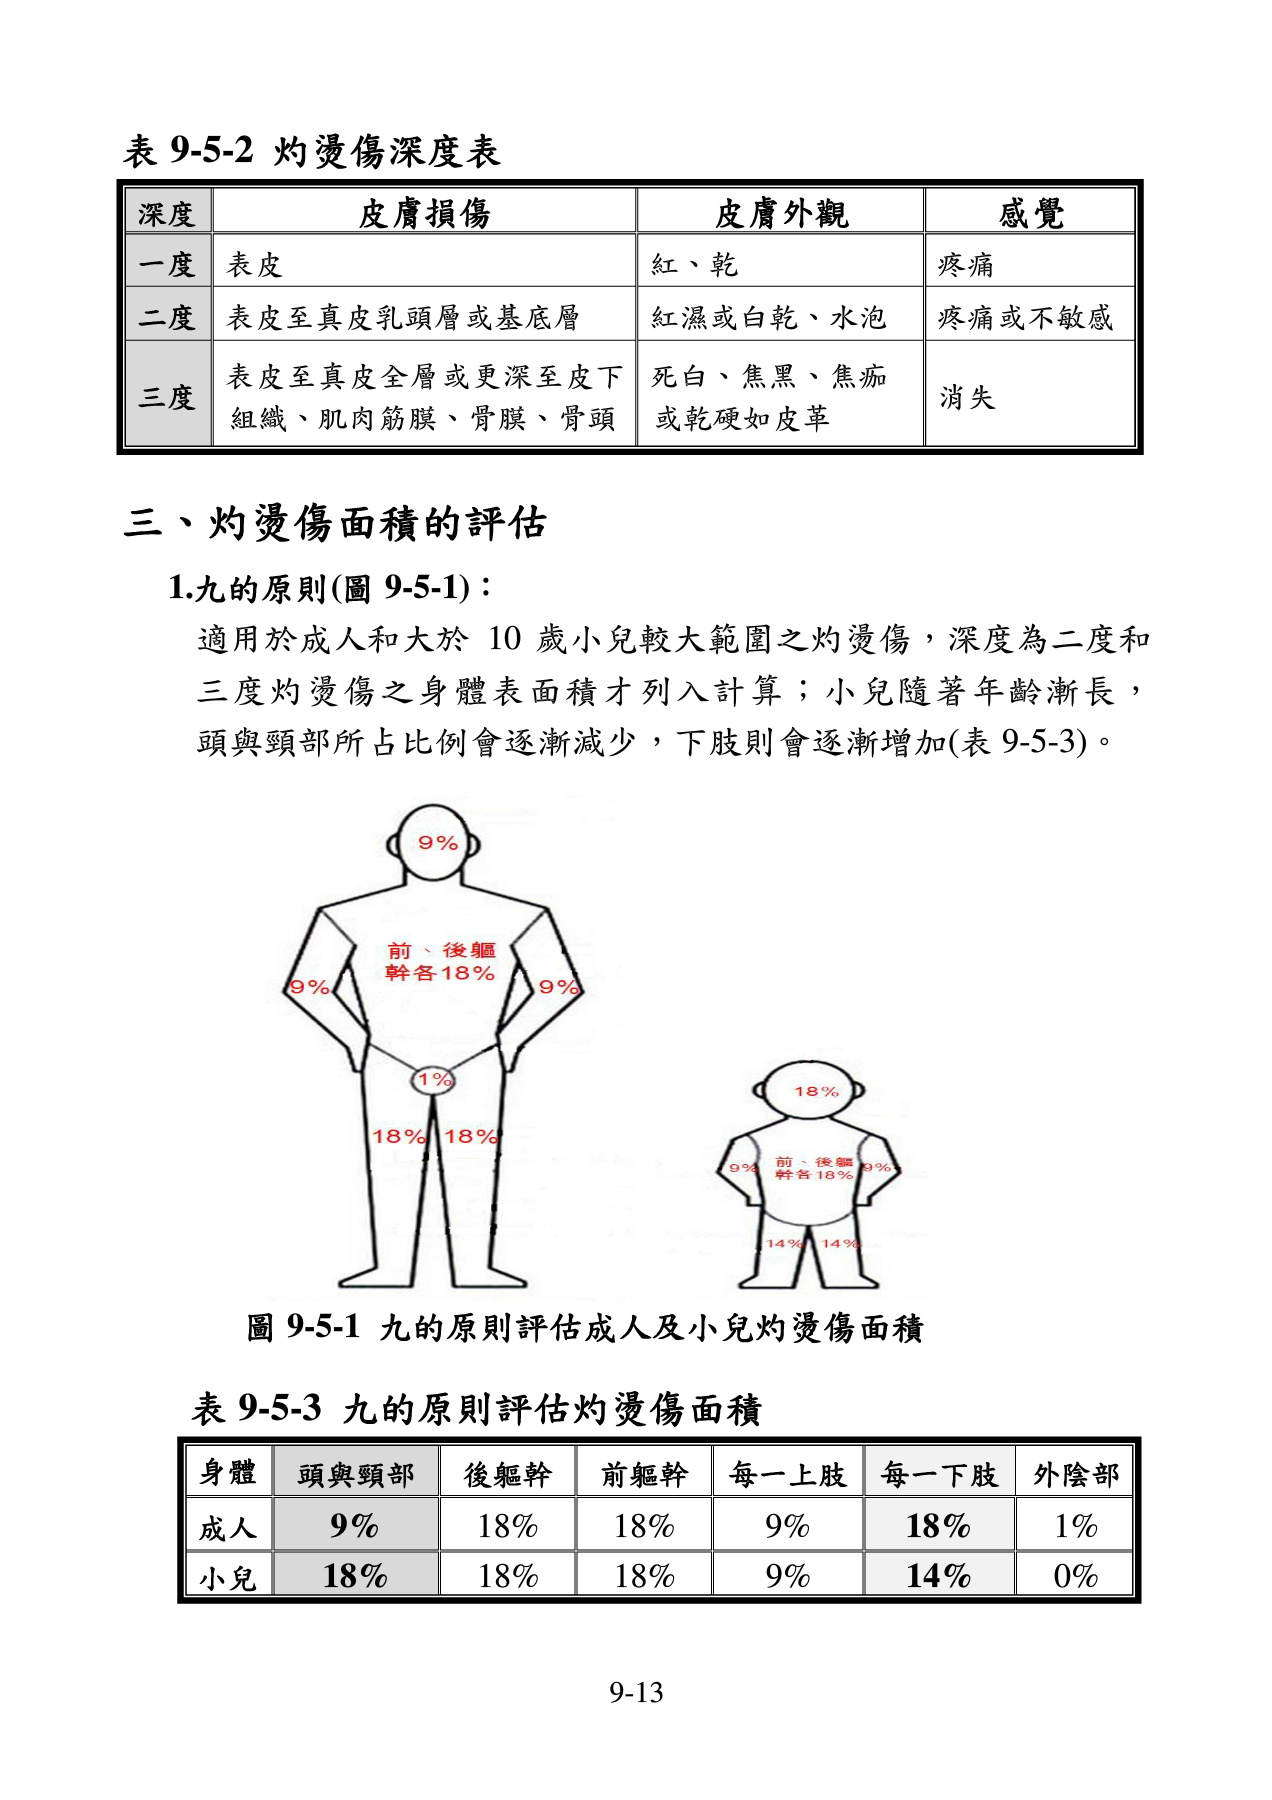 表 9-5-2 灼燙傷深度表
深度 皮膚損傷 皮膚外觀 感覺
一度 表皮 紅、乾 疼痛
二度 表皮至真皮乳頭層或基底層 紅濕或白乾、水泡 疼痛或不敏感
三度 表皮至真皮全層或更深至皮下組織、肌肉筋膜、骨膜、骨頭 死白、焦黑、焦痂或乾硬如皮革 消失
三、灼燙傷面積的評估
1.九的原則(圖 9-5-1)：
適用於成人和大於 10 歲小兒較大範圍之灼燙傷，深度為二度和
三度灼燙傷之身體表面積才列入計算；小兒隨著年齡漸長，
頭與頸部所占比例會逐漸減少，下肢則會逐漸增加(表 9-5-3)。
9%
前、後軀
幹各18%
9% 9%
1%
18% 18%
18%
前、後軀
幹各18%
9% 9%
14% 14%
圖 9-5-1 九的原則評估成人及小兒灼燙傷面積
表 9-5-3 九的原則評估灼燙傷面積
身體 頭與頸部 後軀幹 前軀幹 每一上肢 每一下肢 外陰部
成人 9% 18% 18% 9% 18% 1%
小兒 18% 18% 18% 9% 14% 0%
9-13